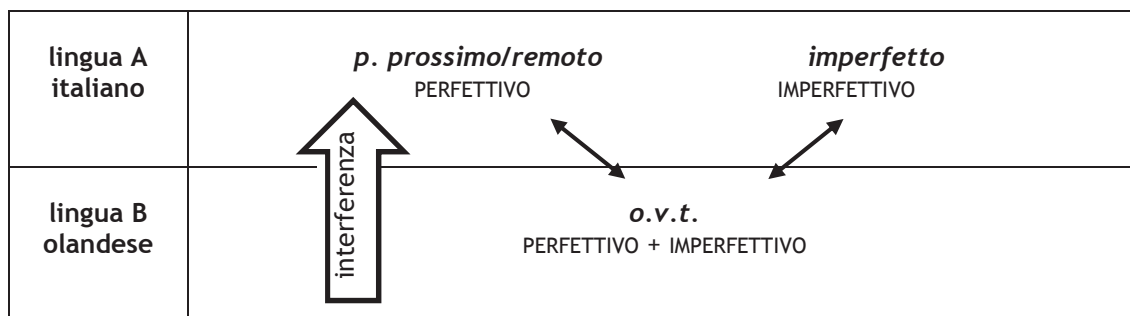 lingua A
italiano
p. prossimo/remoto
PERFETTIVO
imperfetto
IMPERFETTIVO
interferenza
lingua B
olandese
o.v.t.
PERFETTIVO + IMPERFETTIVO